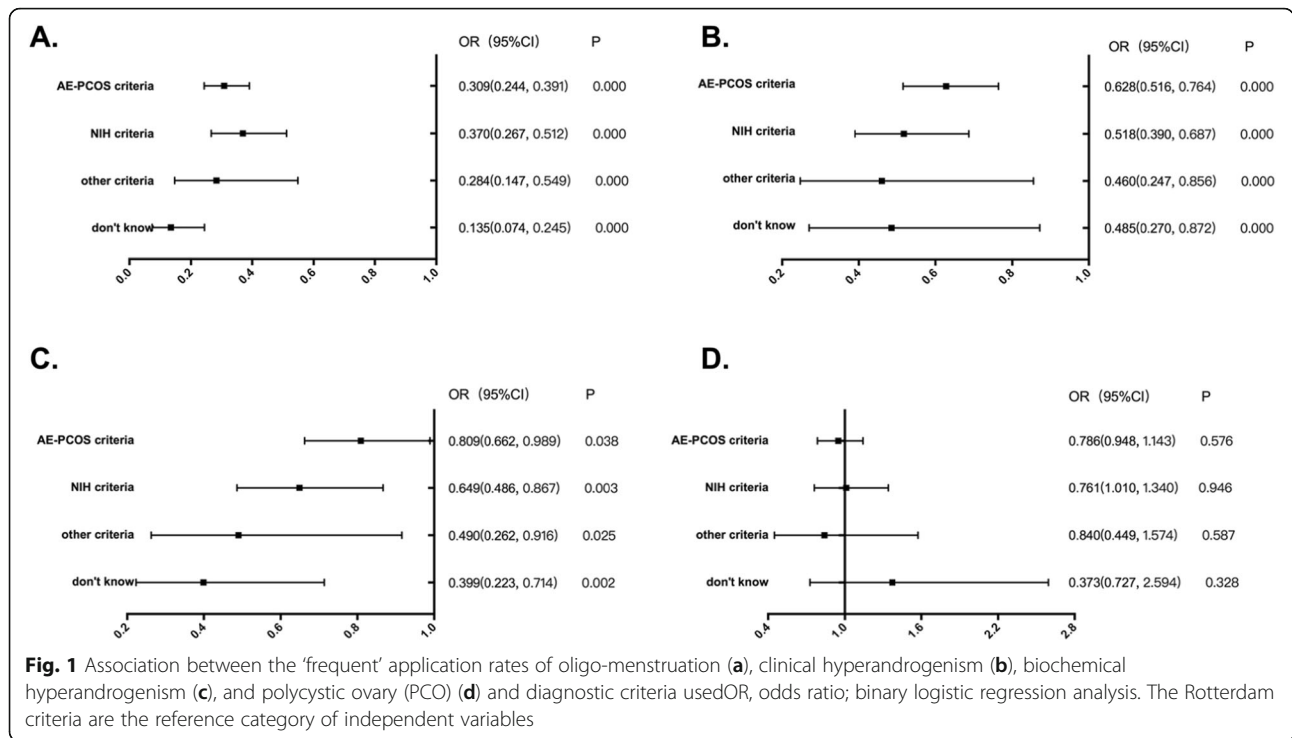 A.
OR (95%CI) P
AE-PCOS criteria 0.309(0.244, 0.391) 0.000
NIH criteria 0.370(0.267, 0.512) 0.000
other criteria 0.284(0.147, 0.549) 0.000
don't know 0.135(0.074, 0.245) 0.000
0.0 0.2 0.4 0.6 0.8 1.0
B.
OR (95%CI) P
AE-PCOS criteria 0.628(0.516, 0.764) 0.000
NIH criteria 0.518(0.390, 0.687) 0.000
other criteria 0.460(0.247, 0.856) 0.000
don't know 0.485(0.270, 0.872) 0.000
0.2 0.4 0.6 0.8 1.0
C.
OR (95%CI) P
AE-PCOS criteria 0.809(0.662, 0.989) 0.038
NIH criteria 0.649(0.486, 0.867) 0.003
other criteria 0.490(0.262, 0.916) 0.025
don't know 0.399(0.223, 0.714) 0.002
0.2 0.4 0.6 0.8 1.0
D.
OR (95%CI) P
AE-PCOS criteria 0.786(0.948, 1.143) 0.576
NIH criteria 0.761(1.010, 1.340) 0.946
other criteria 0.840(0.449, 1.574) 0.587
don't know 0.373(0.727, 2.594) 0.328
0.4 1.0 1.6 2.2 2.8
Fig. 1 Association between the 'frequent' application rates of oligo-menstruation (a), clinical hyperandrogenism (b), biochemical
hyperandrogenism (c), and polycystic ovary (PCO) (d) and diagnostic criteria usedOR, odds ratio; binary logistic regression analysis. The Rotterdam
criteria are the reference category of independent variables